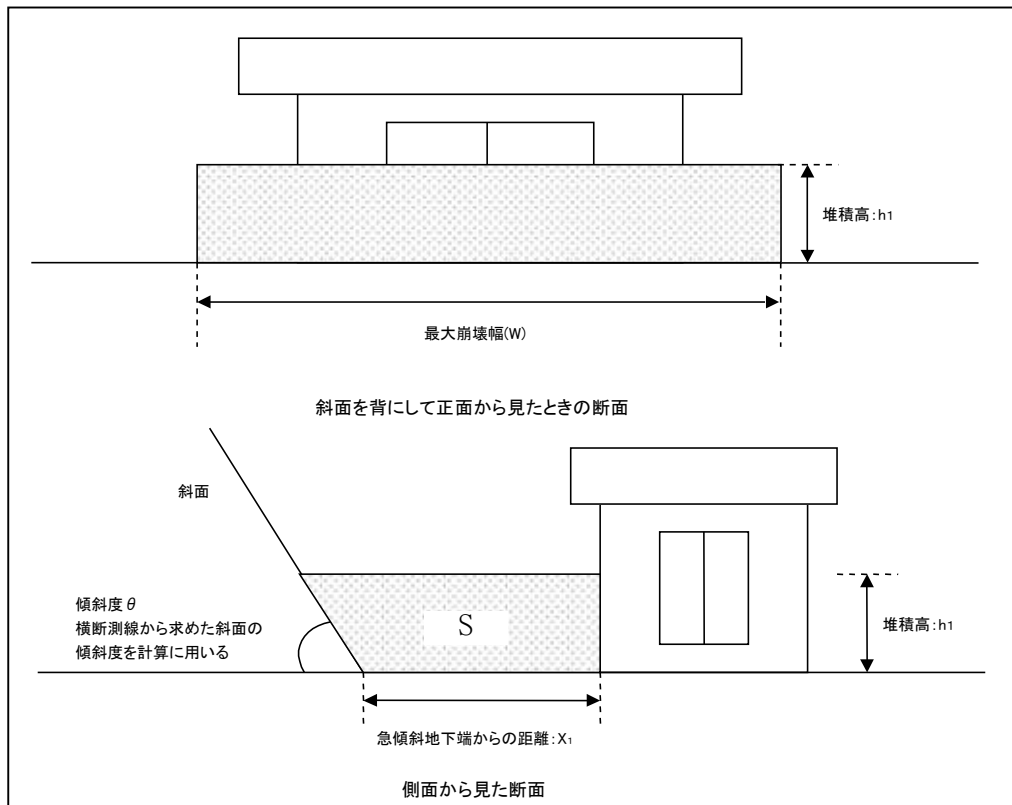 堆積高:h1
最大崩壊幅(W)
斜面を背にして正面から見たときの断面
斜面
傾斜度θ
横断測線から求めた斜面の
傾斜度を計算に用いる
S
堆積高:h1
急傾斜地下端からの距離:X1
側面から見た断面